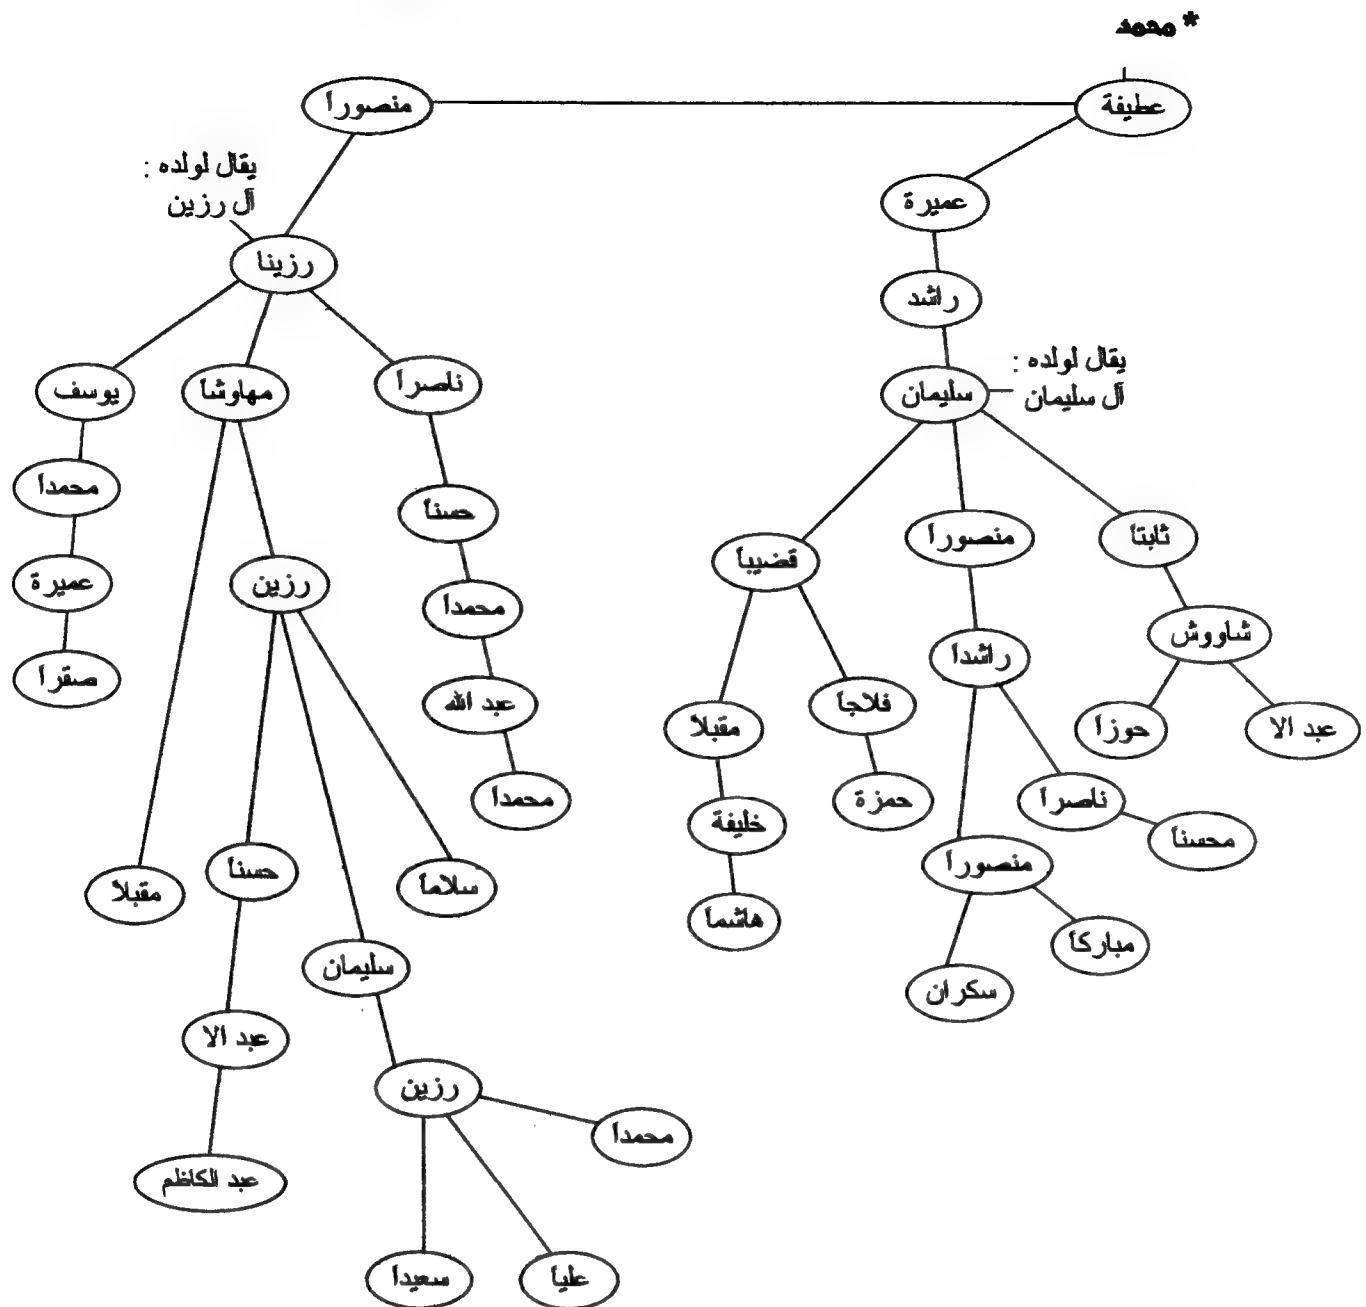 * محمد
عطيفة
منصوراً
عميرة
يقال لولده :
آل رزين
رزيناً
راشد
يقال لولده :
آل سليمان
سليمان
ناصراً
مهاوشاً
يوسف
محمداً
حسناً
ثابتاً
منصوراً
قضيباً
عميرة
رزين
محمداً
شاووش
راشداً
صقراً
عبد الله
فلاجاً
عبد الا
حوزاً
مقبلاً
محمداً
حمزة
ناصراً
خليفة
محسناً
منصوراً
حسناً
سلاماً
مقبلاً
هاشماً
مباركاً
سليمان
سكران
عبد الا
رزين
محمداً
عبد الكاظم
سعيداً
علياً